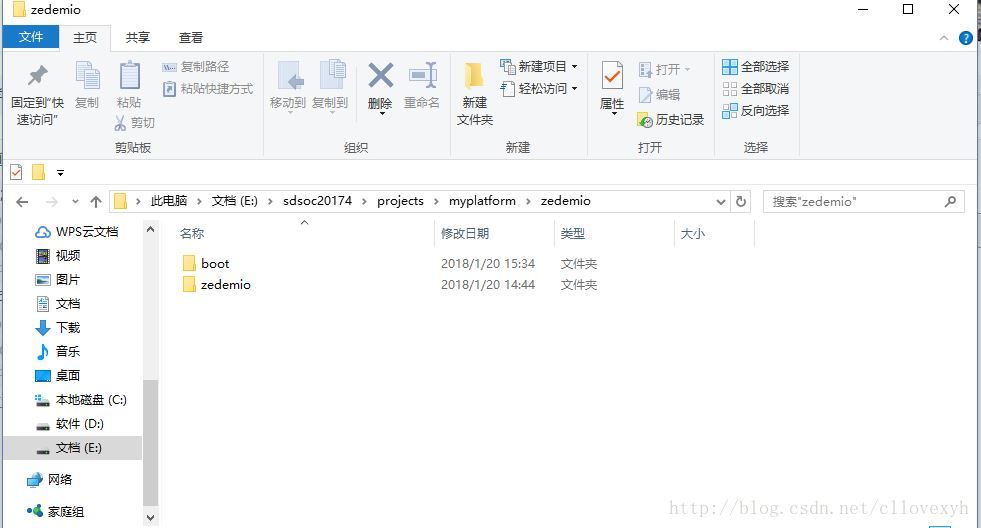 zedemio
文件 主页 共享 查看
固定到“快速访问”
复制
粘贴
复制路径
粘贴快捷方式
剪切
剪贴板
移动到
复制到
删除
重命名
组织
新建文件夹
新建项目
轻松访问
新建
属性
打开
编辑
历史记录
打开
全部选择
全部取消
反向选择
选择
此电脑 > 文档 (E:) > sdsoc20174 > projects > myplatform > zedemio
搜索"zedemio"
WPS云文档
视频
图片
文档
下载
音乐
桌面
本地磁盘 (C:)
软件 (D:)
文档 (E:)
网络
家庭组
名称 修改日期 类型 大小
boot 2018/1/20 15:34 文件夹
zedemio 2018/1/20 14:44 文件夹
http://blog.csdn.net/cllovexyh